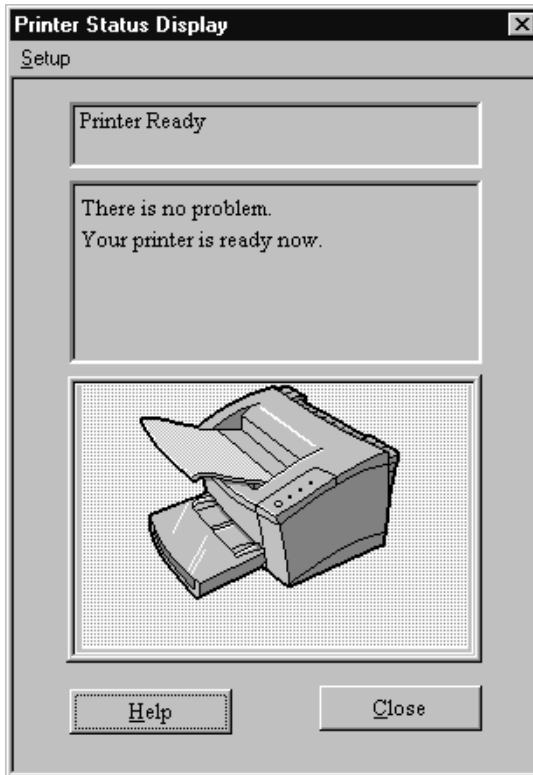 Printer Status Display
Setup
Printer Ready
There is no problem.
Your printer is ready now.
Help
Close